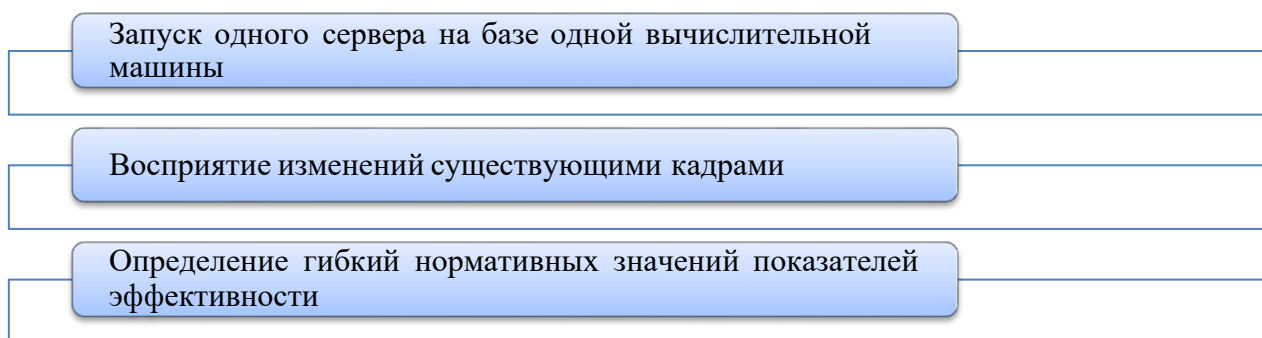 Запуск одного сервера на базе одной вычислительной
машины
Восприятие изменений существующими кадрами
Определение гибкий нормативных значений показателей
эффективности